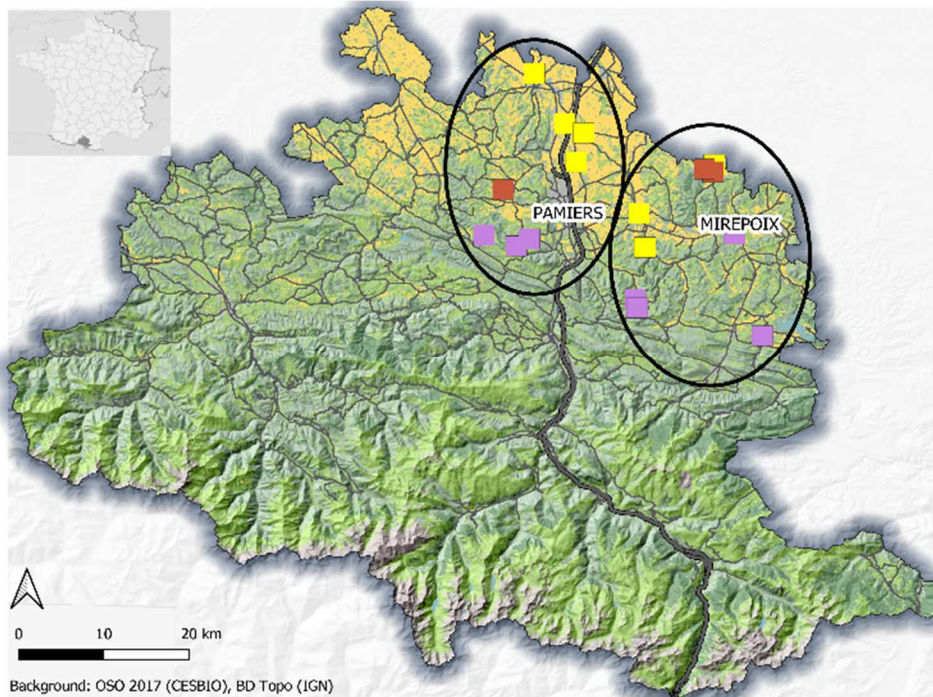 PAMIERS
MIREPOIX
0 10 20 km
Background: OSO 2017 (CESBIO), BD Topo (IGN)